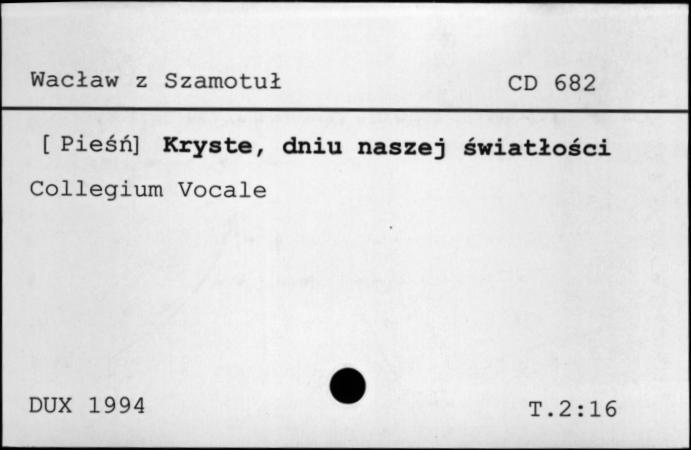 Wacław z Szamotuł CD 682
[ Pieśń] Kryste, dniu naszej światłości
Collegium Vocale
DUX 1994 T.2:16